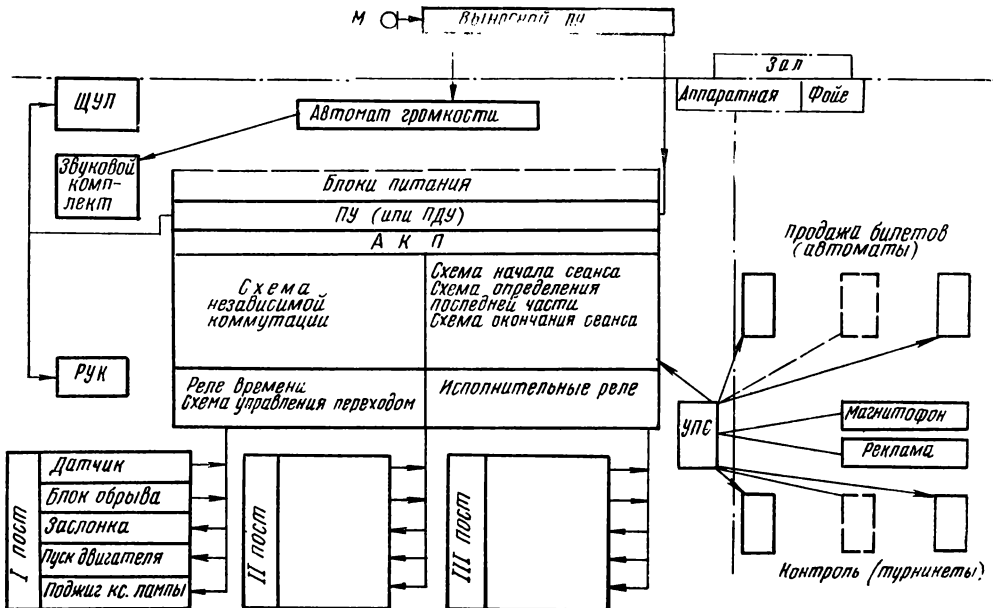 М
Выносной ПУ
Зал
Аппаратная
Фойе
ЩУП
Автомат громкости
Звуковой
комп-
лект
Блоки питания
ПУ (или ПДУ)
АКП
Схема
независимой
коммутации
Схема начала сеанса
Схема определения
последней части
Схема окончания сеанса
продажа билетов
(автоматы)
РУК
Реле времени
Схема управления переходом
Исполнительные реле
УПС
Магнитофон
Реклама
I пост
Датчик
Блок обрыва
Заслонка
Пуск двигателя
Поджиг кс. лампы
II пост
III пост
Контроль (турникеты)